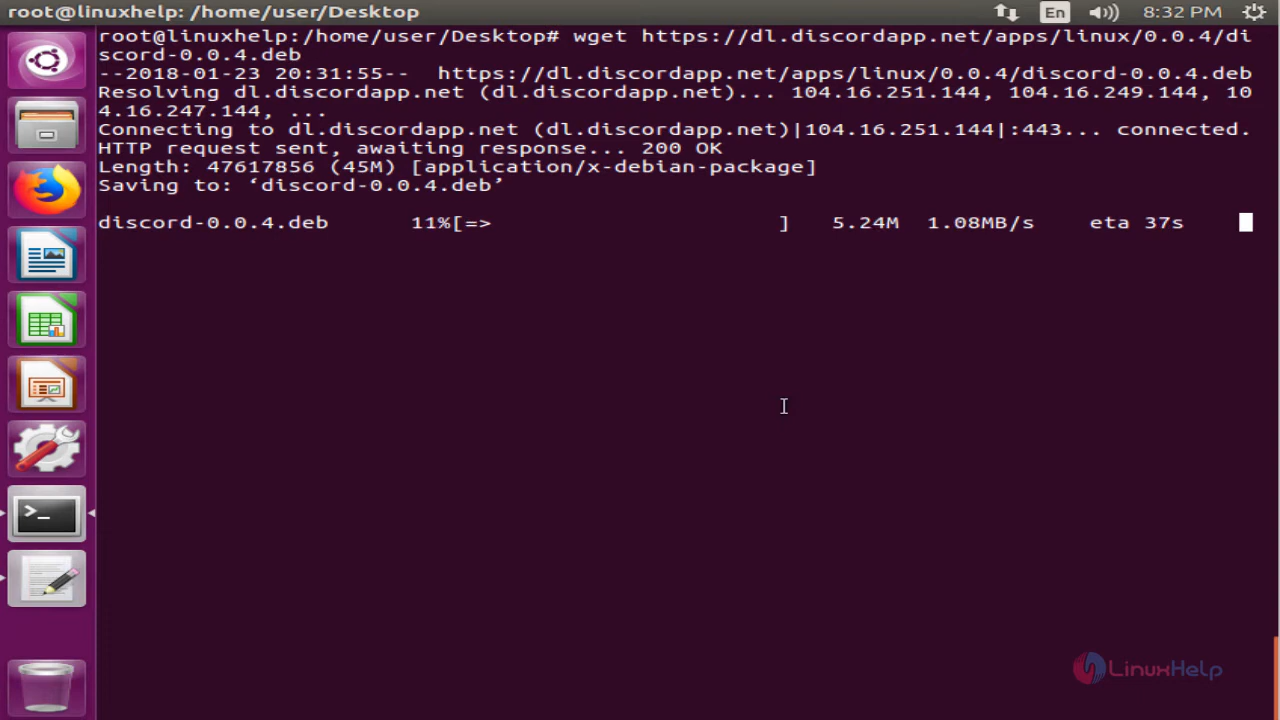 root@linuxhelp: /home/user/Desktop En 8:32 PM
root@linuxhelp:/home/user/Desktop# wget https://dl.discordapp.net/apps/linux/0.0.4/di
scord-0.0.4.deb
--2018-01-23 20:31:55-- https://dl.discordapp.net/apps/linux/0.0.4/discord-0.0.4.deb
Resolving dl.discordapp.net (dl.discordapp.net)... 104.16.251.144, 104.16.249.144, 10
4.16.247.144, ...
Connecting to dl.discordapp.net (dl.discordapp.net)|104.16.251.144|:443... connected.
HTTP request sent, awaiting response... 200 OK
Length: 47617856 (45M) [application/x-debian-package]
Saving to: ‘discord-0.0.4.deb’
discord-0.0.4.deb 11%[=> ] 5.24M 1.08MB/s eta 37s
>_
LinuxHelp